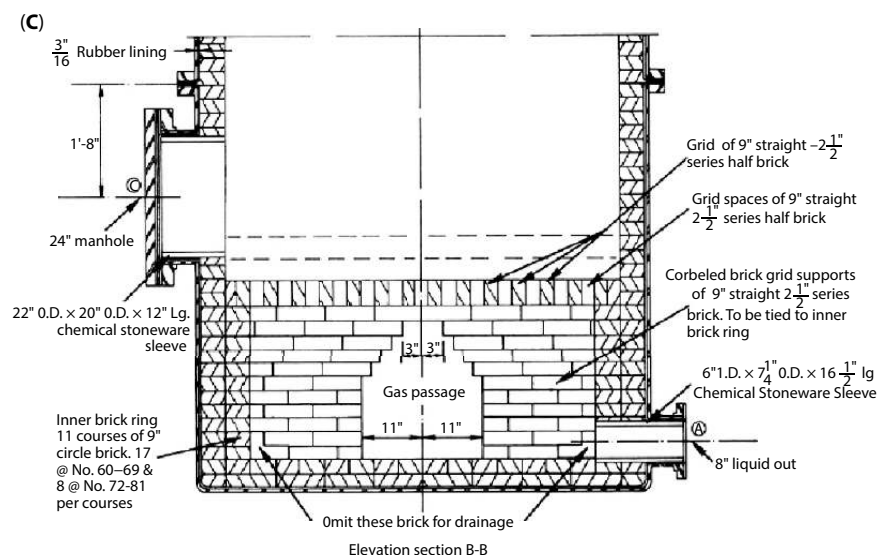 (C)
3/16" Rubber lining
1'-8"
C
24" manhole
22" O.D. × 20" O.D. × 12" Lg.
chemical stoneware
sleeve
Inner brick ring
11 courses of 9"
circle brick. 17
@ No. 60–69 &
8 @ No. 72-81
per courses
3" 3"
Gas passage
11" 11"
Omit these brick for drainage
Elevation section B-B
Grid of 9" straight –2 1/2"
series half brick
Grid spaces of 9" straight
2 1/2" series half brick
Corbeled brick grid supports
of 9" straight 2 1/2" series
brick. To be tied to inner
brick ring
6"1.D. × 7 1/4" O.D. × 16 1/2" lg
Chemical Stoneware Sleeve
A
8" liquid out